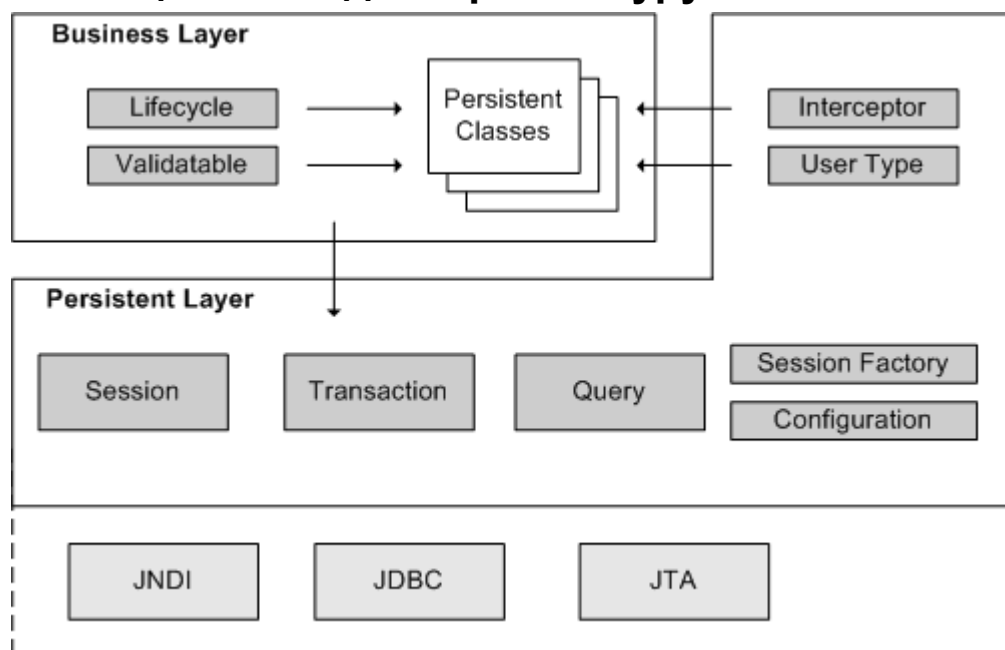 Business Layer
Lifecycle
Validatable
Persistent
Classes
Interceptor
User Type
Persistent Layer
Session
Transaction
Query
Session Factory
Configuration
JNDI
JDBC
JTA